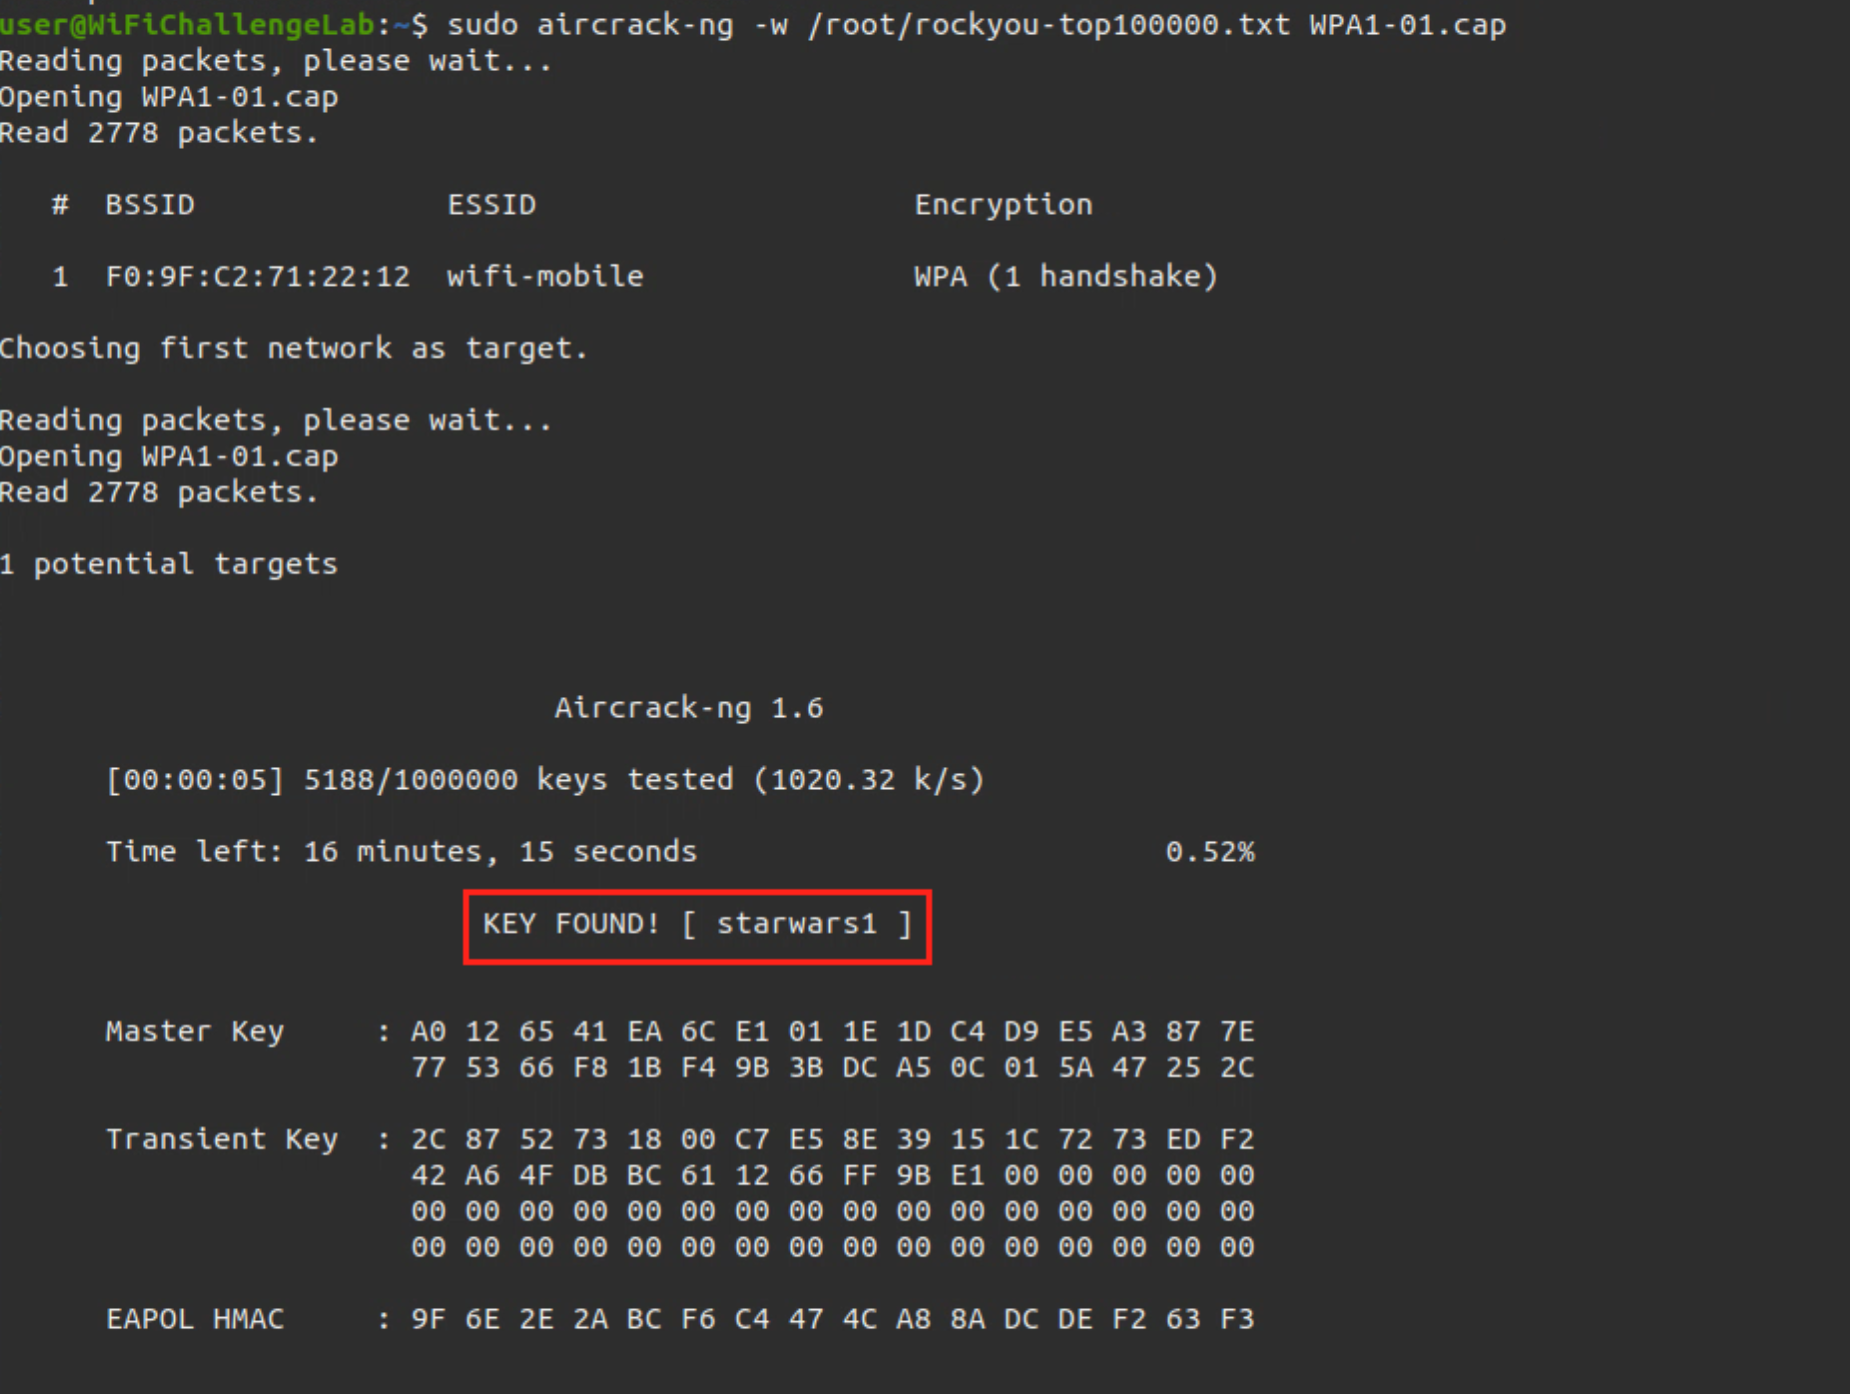 user@WiFiChallengeLab:~$ sudo aircrack-ng -w /root/rockyou-top100000.txt WPA1-01.cap
Reading packets, please wait...
Opening WPA1-01.cap
Read 2778 packets.
# BSSID ESSID Encryption
1 F0:9F:C2:71:22:12 wifi-mobile WPA (1 handshake)
Choosing first network as target.
Reading packets, please wait...
Opening WPA1-01.cap
Read 2778 packets.
1 potential targets
Aircrack-ng 1.6
[00:00:05] 5188/1000000 keys tested (1020.32 k/s)
Time left: 16 minutes, 15 seconds 0.52%
KEY FOUND! [ starwars1 ]
Master Key : A0 12 65 41 EA 6C E1 01 1E 1D C4 D9 E5 A3 87 7E
77 53 66 F8 1B F4 9B 3B DC A5 0C 01 5A 47 25 2C
Transient Key : 2C 87 52 73 18 00 C7 E5 8E 39 15 1C 72 73 ED F2
42 A6 4F DB BC 61 12 66 FF 9B E1 00 00 00 00 00
00 00 00 00 00 00 00 00 00 00 00 00 00 00 00 00
00 00 00 00 00 00 00 00 00 00 00 00 00 00 00 00
EAPOL HMAC : 9F 6E 2E 2A BC F6 C4 47 4C A8 8A DC DE F2 63 F3